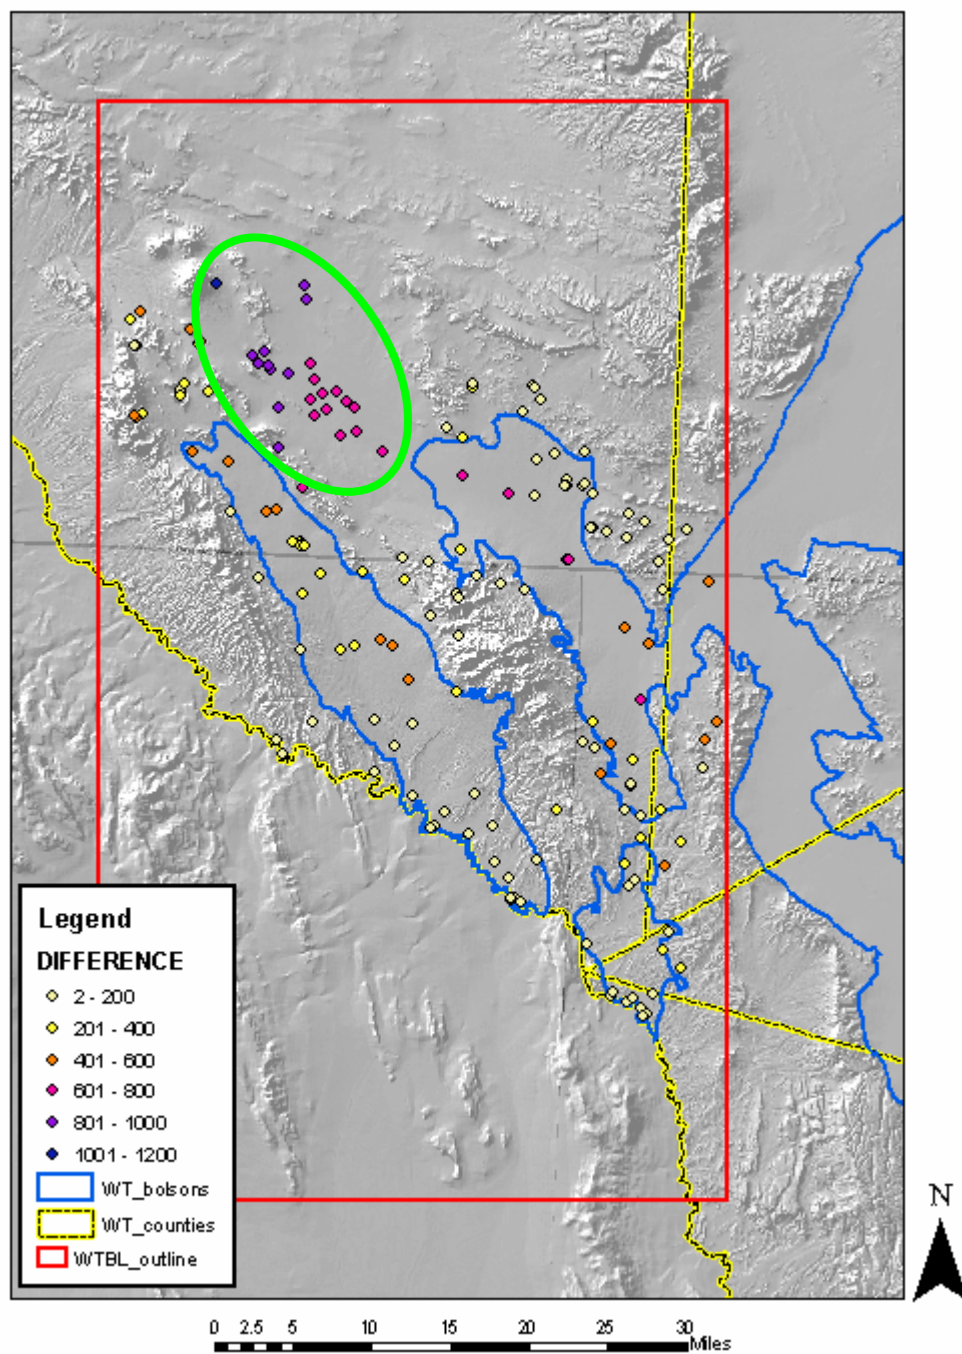 Legend
DIFFERENCE
2 - 200
201 - 400
401 - 600
601 - 800
801 - 1000
1001 - 1200
WT_bolsons
WT_counties
WTBL_outline
N
0 2.5 5 10 15 20 25 30
Miles